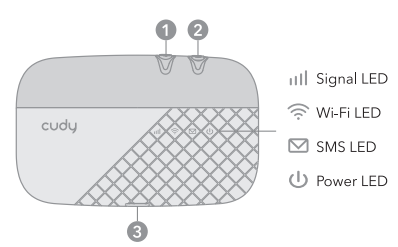 1
2
cudy
Signal LED
Wi-Fi LED
SMS LED
Power LED
3